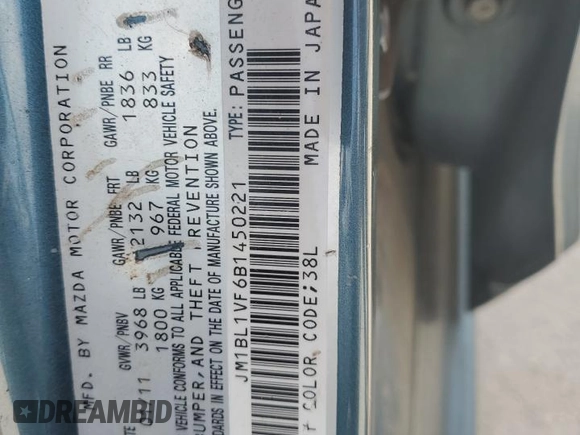 MFD. BY MAZDA MOTOR CORPORATION
GVWR/PNBV GAWR/PNBE FRT GAWR/PNBE RR
11 3968 LB 2132 LB 1836 LB
1800 KG 967 KG 833 KG
VEHICLE CONFORMS TO ALL APPLICABLE FEDERAL MOTOR VEHICLE SAFETY
BUMPER, AND THEFT PREVENTION
STANDARDS IN EFFECT ON THE DATE OF MANUFACTURE SHOWN ABOVE.
JM1BL1VF6B1450221 TYPE: PASSENG
* COLOR CODE;38L MADE IN JAPA
DREAMBID